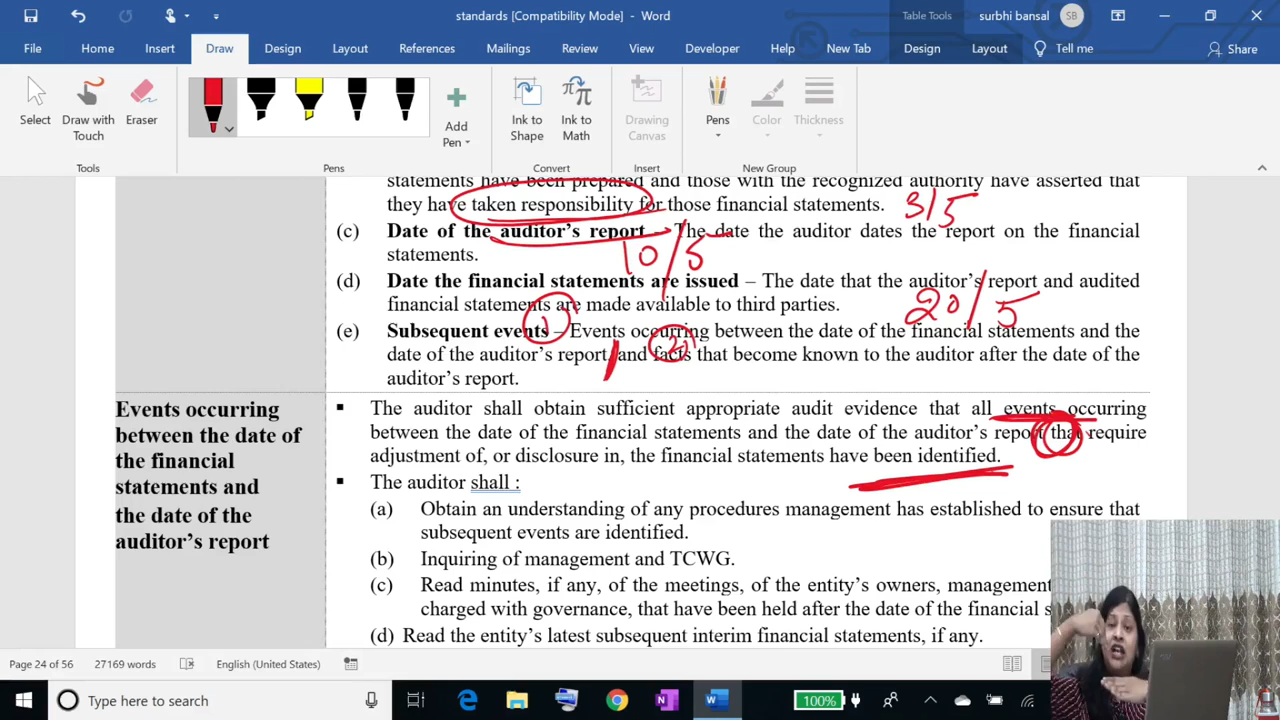 standards [Compatibility Mode] - Word
Table Tools
surbhi bansal
SB
File
Home
Insert
Draw
Design
Layout
References
Mailings
Review
View
Developer
Help
New Tab
Design
Layout
Tell me
Share
Select
Draw with Touch
Eraser
Add Pen
Ink to Shape
Ink to Math
Drawing Canvas
Pens
Color
Thickness
Tools
Pens
Convert
Insert
New Group
statements have been prepared and those with the recognized authority have asserted that
they have taken responsibility for those financial statements. 3/5
(c) Date of the auditor's report – The date the auditor dates the report on the financial
statements. 10/5
(d) Date the financial statements are issued – The date that the auditor's report and audited
financial statements are made available to third parties. 20/5
1
(e) Subsequent events – Events occurring between the date of the financial statements and the
2
date of the auditor's report, and facts that become known to the auditor after the date of the
auditor's report.
Events occurring
between the date of
the financial
statements and
the date of the
auditor's report
▪ The auditor shall obtain sufficient appropriate audit evidence that all events occurring
between the date of the financial statements and the date of the auditor's report that require
adjustment of, or disclosure in, the financial statements have been identified.
▪ The auditor shall :
(a) Obtain an understanding of any procedures management has established to ensure that
subsequent events are identified.
(b) Inquiring of management and TCWG.
(c) Read minutes, if any, of the meetings, of the entity's owners, management
charged with governance, that have been held after the date of the financial s
(d) Read the entity's latest subsequent interim financial statements, if any.
Page 24 of 56
27169 words
English (United States)
Type here to search
100%